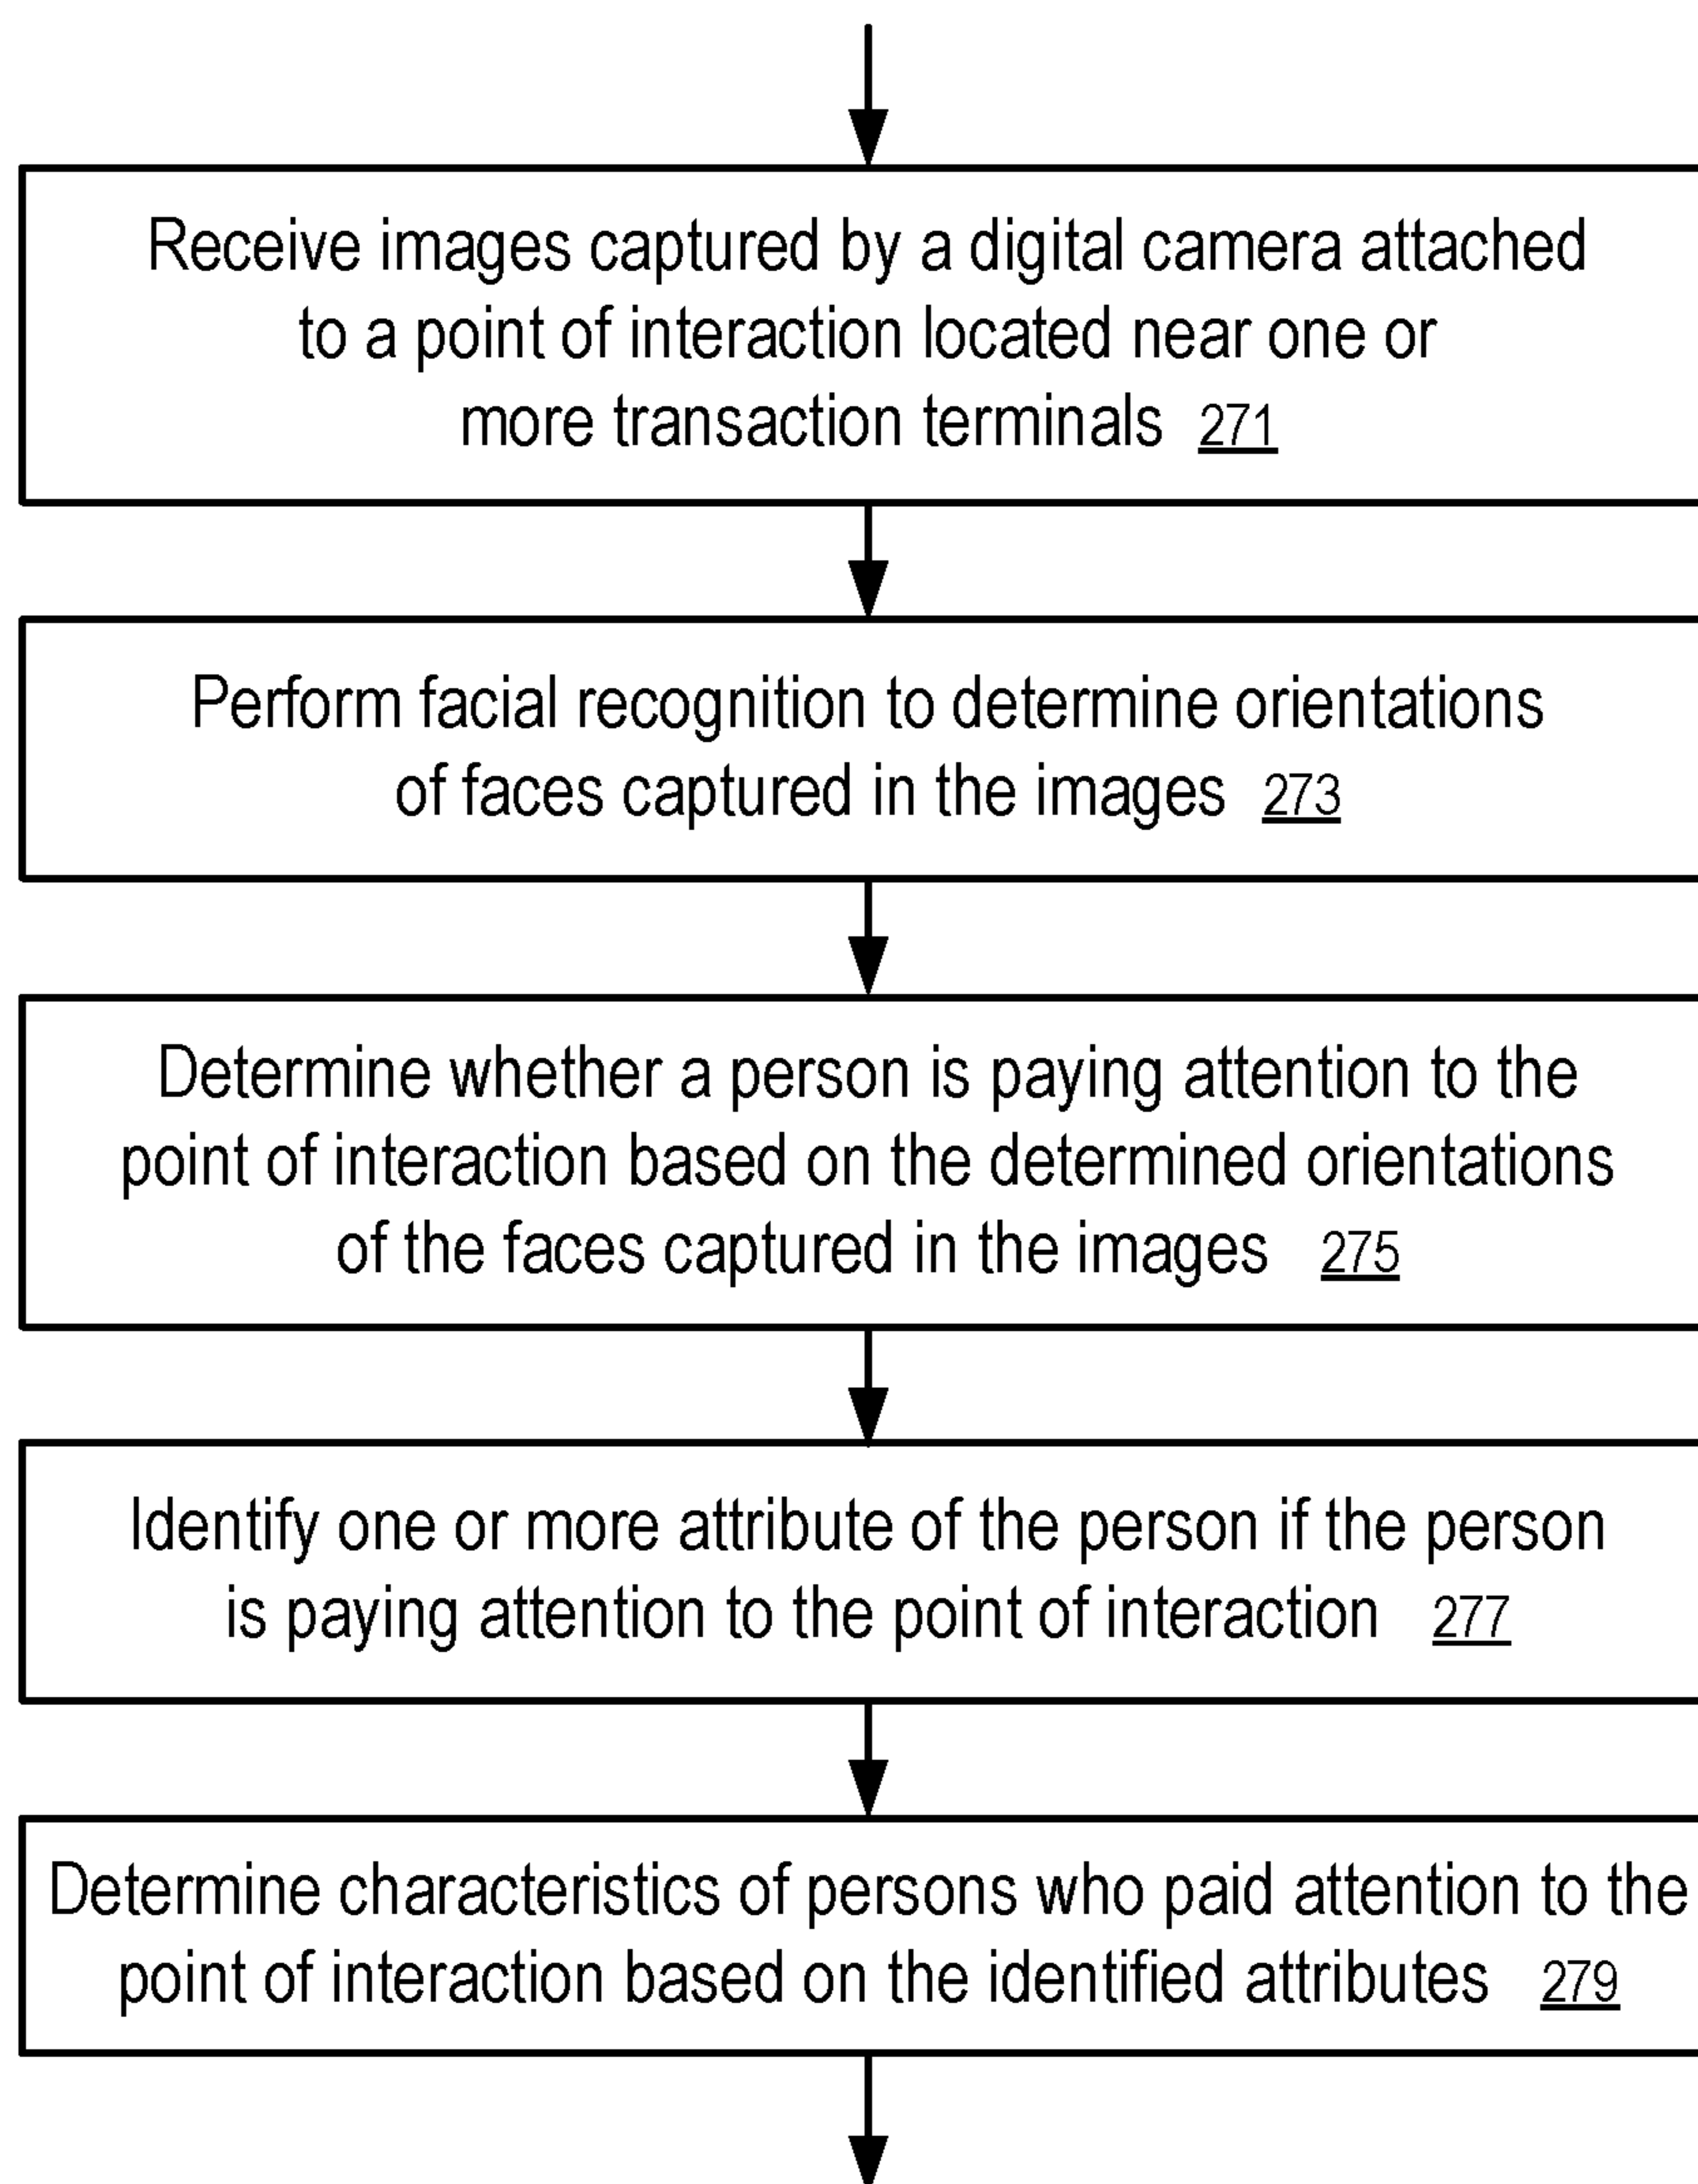 Receive images captured by a digital camera attached
to a point of interaction located near one or
more transaction terminals 271
Perform facial recognition to determine orientations
of faces captured in the images 273
Determine whether a person is paying attention to the
point of interaction based on the determined orientations
of the faces captured in the images 275
Identify one or more attribute of the person if the person
is paying attention to the point of interaction 277
Determine characteristics of persons who paid attention to the
point of interaction based on the identified attributes 279